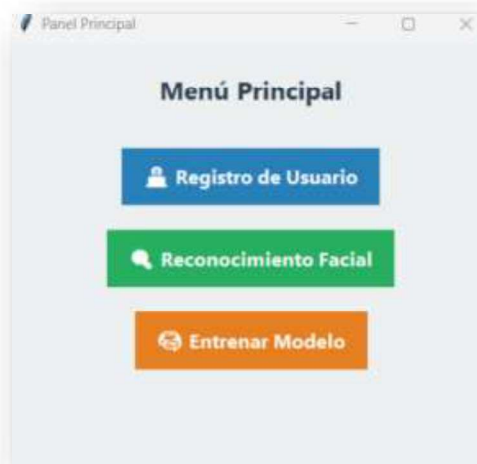 Panel Principal
Menú Principal
Registro de Usuario
Reconocimiento Facial
Entrenar Modelo